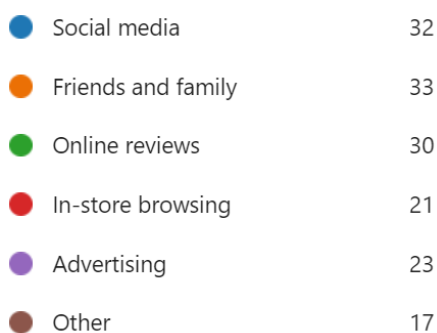 Social media 32
Friends and family 33
Online reviews 30
In-store browsing 21
Advertising 23
Other 17